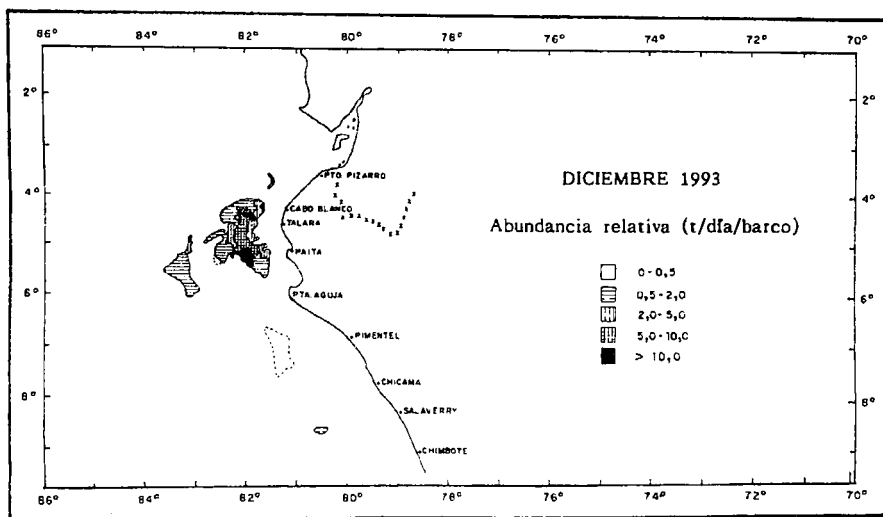 86° 84° 82° 80° 78° 76° 74° 72° 70°
2° 2°
PTO. PIZARRO
DICIEMBRE 1993
4° 4°
CABO BLANCO
Abundancia relativa (t/día/barco)
TALARA
PAITA
0-0,5
0,5-2,0
6° PTA. AGUJA 6°
2,0-5,0
5,0-10,0
PIMENTEL
> 10,0
CHICAMA
8° 8°
SALAVERRY
CHIMBOTE
86° 84° 82° 80° 78° 76° 74° 72° 70°